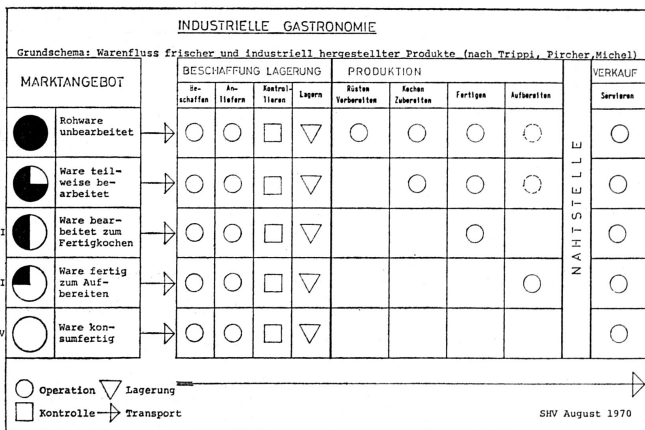 INDUSTRIELLE GASTRONOMIE
Grundschema: Warenfluss frischer und industriell hergestellter Produkte (nach Trippi, Pircher, Michel)
MARKTANGEBOT
BESCHAFFUNG LAGERUNG
PRODUKTION
VERKAUF
Be-
schaffen
An-
liefern
Kontrol-
lieren
Lagern
Rüsten
Vorbereiten
Kochen
Zubereiten
Fertigen
Aufbereiten
Servieren
NAHTSTELLE
Rohware
unbearbeitet
Ware teil-
weise be-
arbeitet
I
Ware bear-
beitet zum
Fertigkochen
I
Ware fertig
zum Auf-
bereiten
V
Ware kon-
sumfertig
Operation Lagerung
Kontrolle Transport
SHV August 1970